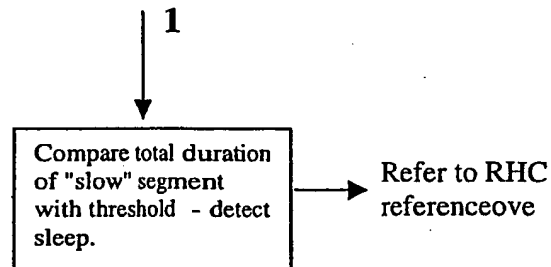 1
Compare total duration
of "slow" segment
with threshold - detect
sleep.
Refer to RHC
referenceove